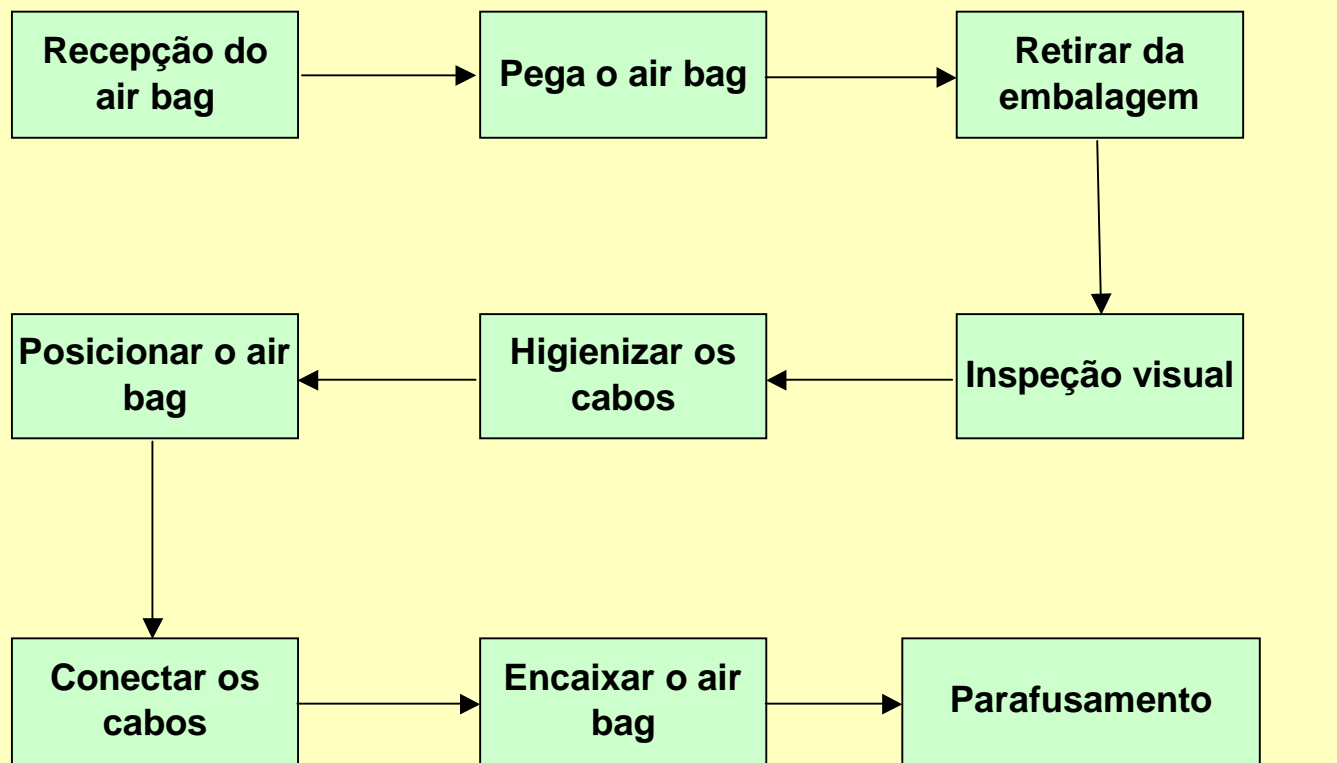 Recepção do
air bag
Pega o air bag
Retirar da
embalagem
Inspeção visual
Higienizar os
cabos
Posicionar o air
bag
Conectar os
cabos
Encaixar o air
bag
Parafusamento